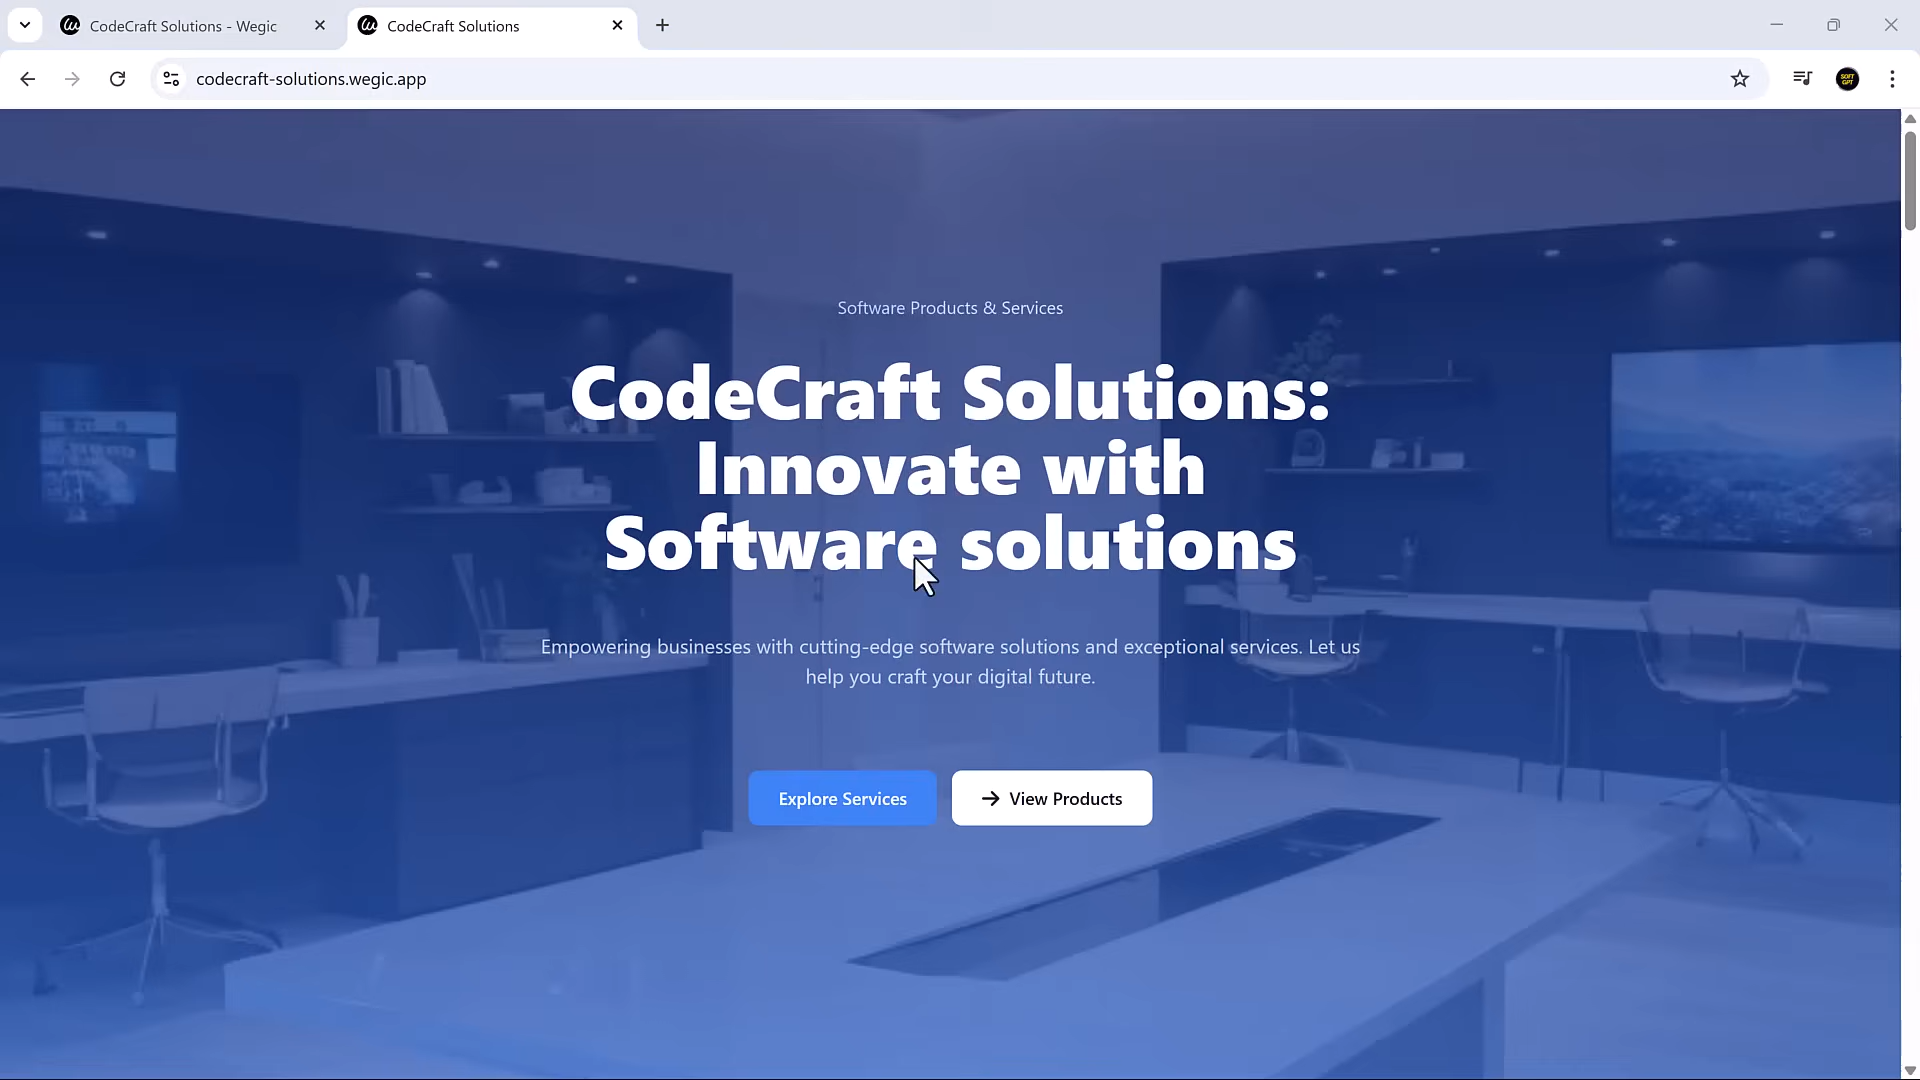 CodeCraft Solutions - Wegic
CodeCraft Solutions
codecraft-solutions.wegic.app
SOFT
GPT
Software Products & Services
CodeCraft Solutions:
Innovate with
Software solutions
Empowering businesses with cutting-edge software solutions and exceptional services. Let us
help you craft your digital future.
Explore Services
View Products